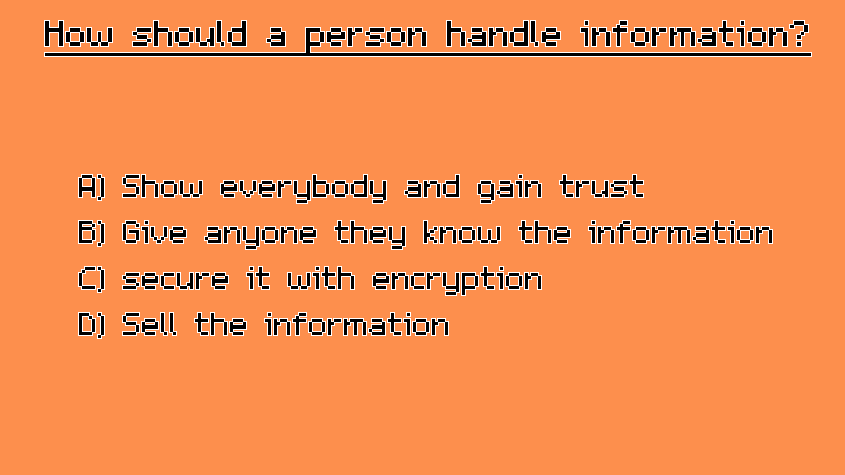 How should a person handle information?
A) Show everybody and gain trust
B) Give anyone they know the information
C) secure it with encryption
D) Sell the information